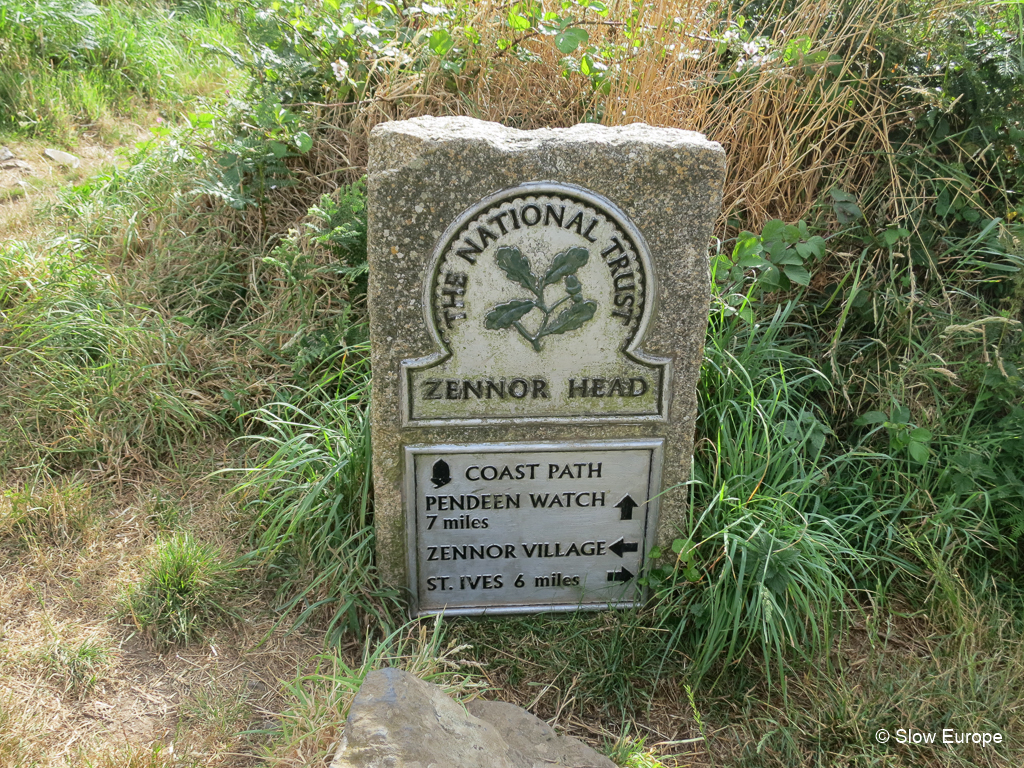 THE NATIONAL TRUST
ZENNOR HEAD
COAST PATH
PENDEEN WATCH
7 miles
ZENNOR VILLAGE
ST. IVES 6 miles
© Slow Europe